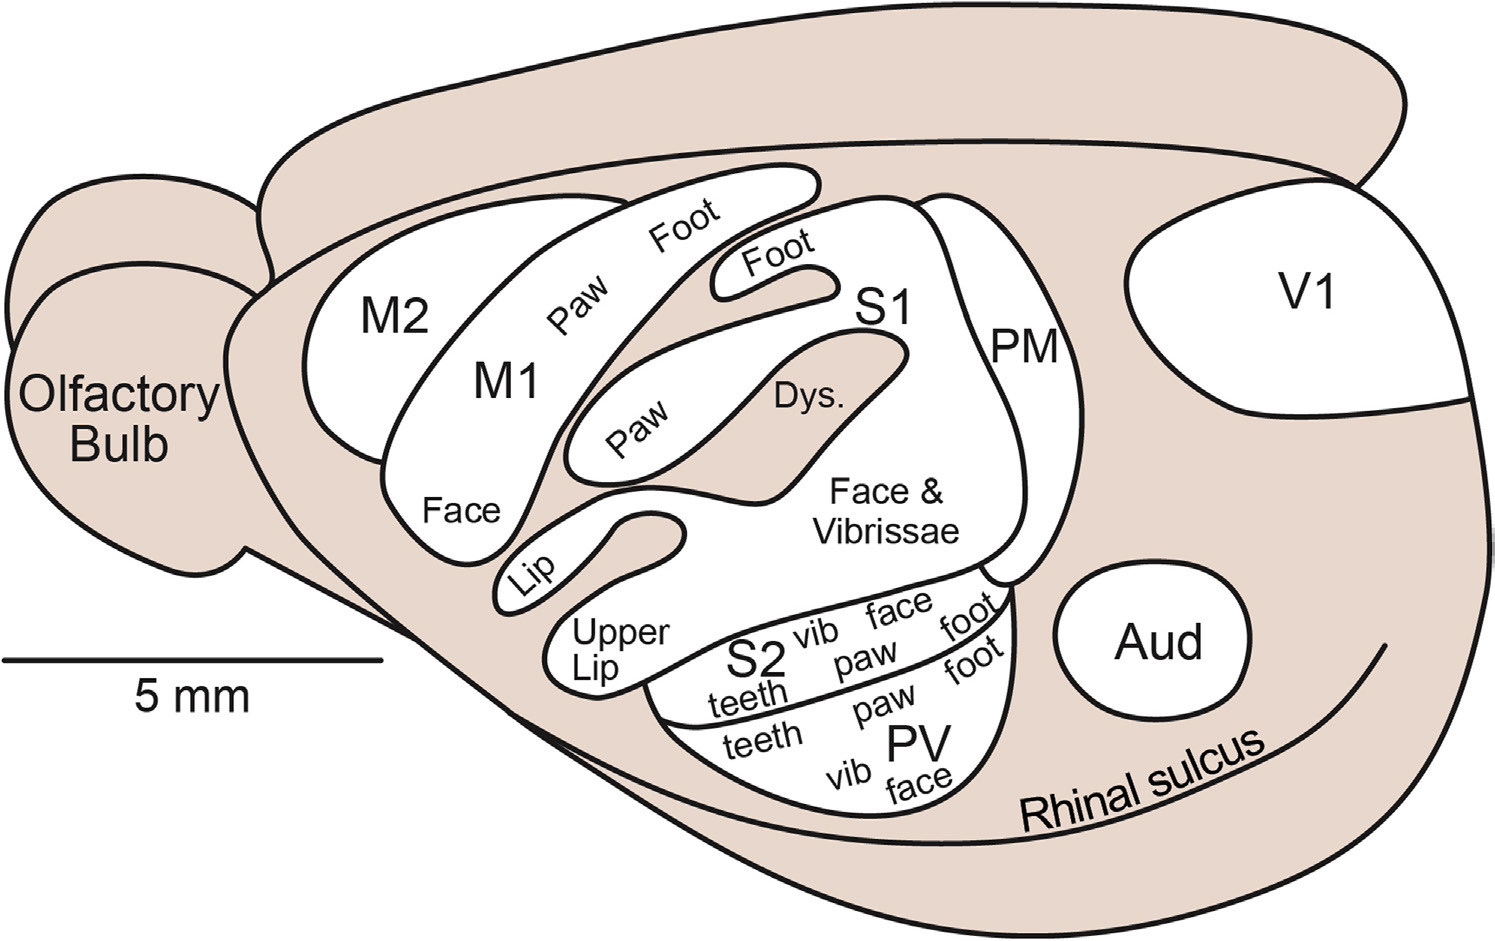 Foot
Foot
Paw
M2
S1
V1
PM
M1
Olfactory
Bulb
Dys.
Paw
Face
Face &
Vibrissae
Lip
Upper
Lip
S2
vib
face
foot
paw
teeth
foot
paw
teeth
PV
vib
face
Aud
5 mm
Rhinal sulcus